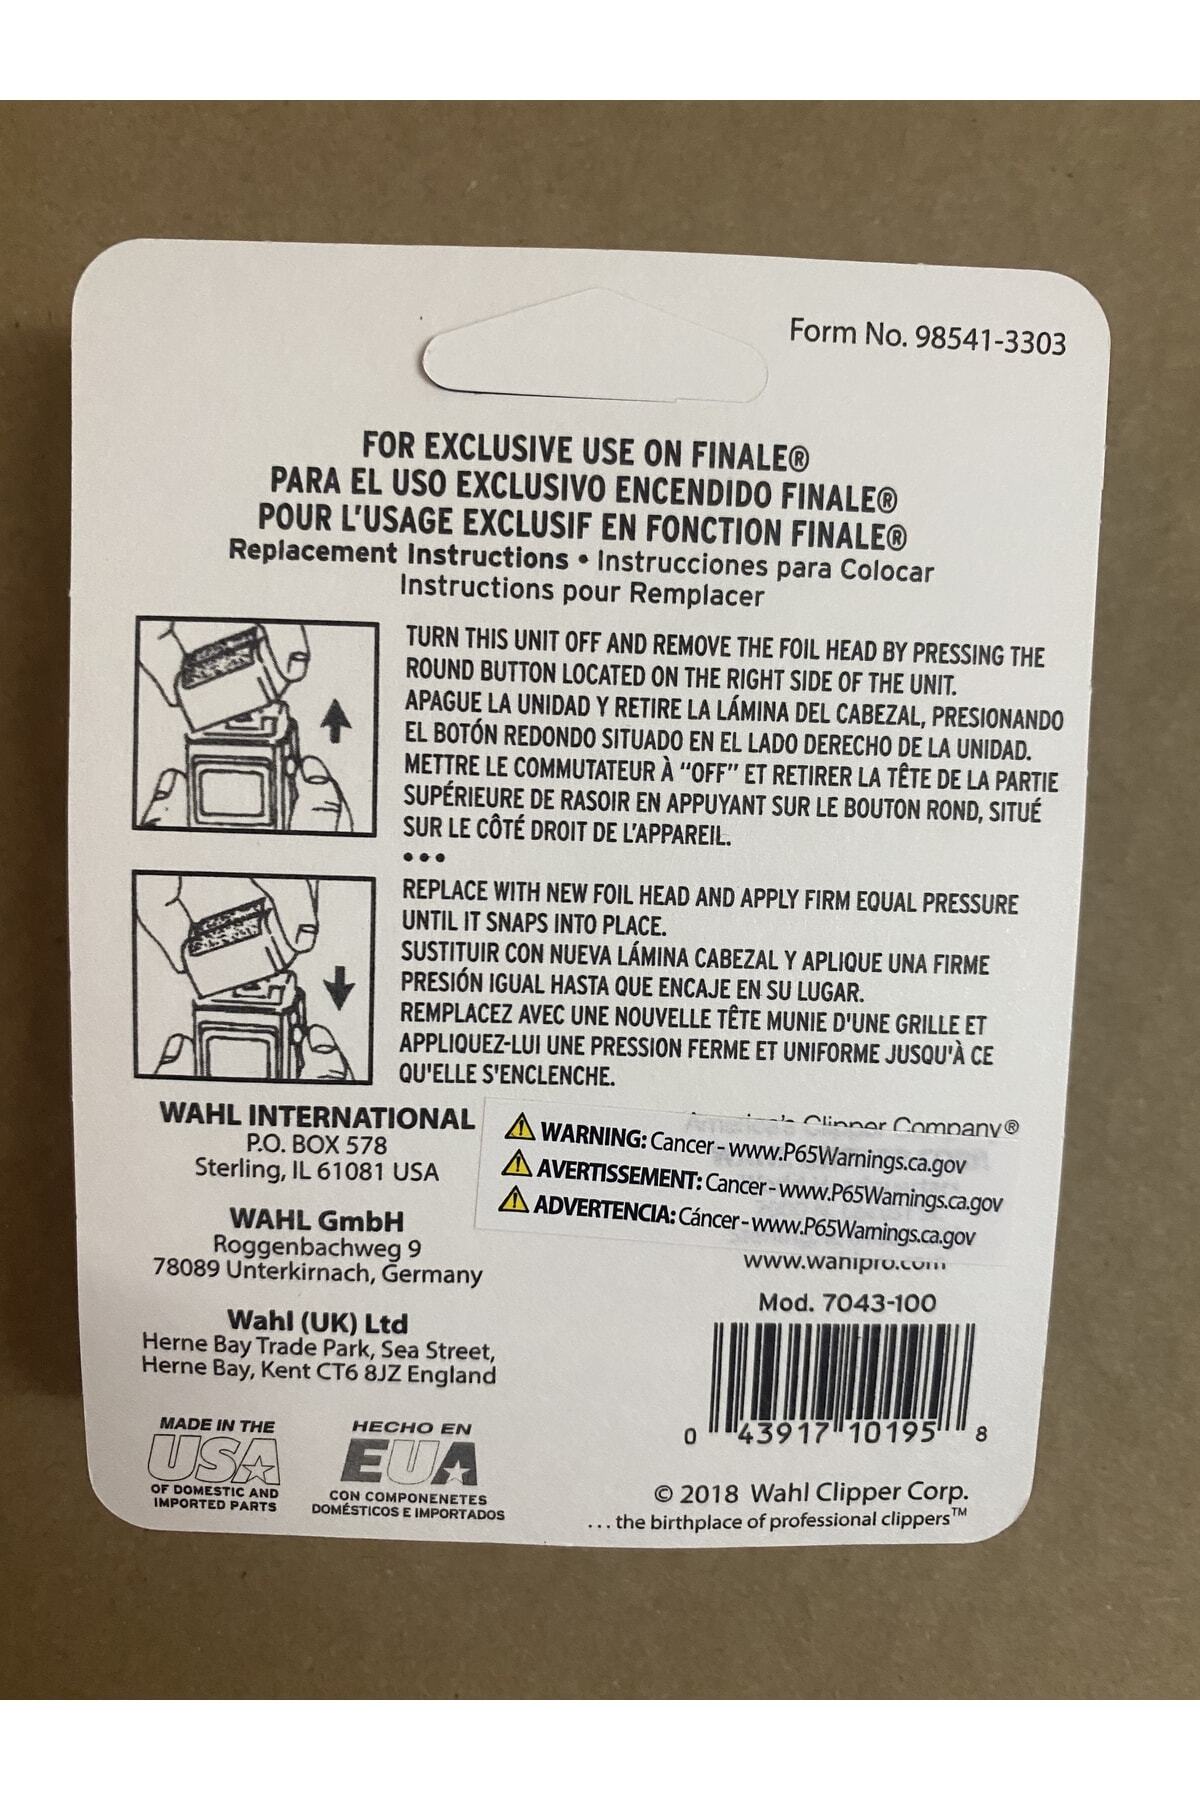 Form No. 98541-3303
FOR EXCLUSIVE USE ON FINALE®
PARA EL USO EXCLUSIVO ENCENDIDO FINALE®
POUR L'USAGE EXCLUSIF EN FONCTION FINALE®
Replacement Instructions • Instrucciones para Colocar
Instructions pour Remplacer
TURN THIS UNIT OFF AND REMOVE THE FOIL HEAD BY PRESSING THE
ROUND BUTTON LOCATED ON THE RIGHT SIDE OF THE UNIT.
APAGUE LA UNIDAD Y RETIRE LA LÁMINA DEL CABEZAL, PRESIONANDO
EL BOTÓN REDONDO SITUADO EN EL LADO DERECHO DE LA UNIDAD.
METTRE LE COMMUTATEUR À "OFF" ET RETIRER LA TÊTE DE LA PARTIE
SUPÉRIEURE DE RASOIR EN APPUYANT SUR LE BOUTON ROND, SITUÉ
SUR LE CÔTÉ DROIT DE L'APPAREIL.
•••
REPLACE WITH NEW FOIL HEAD AND APPLY FIRM EQUAL PRESSURE
UNTIL IT SNAPS INTO PLACE.
SUSTITUIR CON NUEVA LÁMINA CABEZAL Y APLIQUE UNA FIRME
PRESIÓN IGUAL HASTA QUE ENCAJE EN SU LUGAR.
REMPLACEZ AVEC UNE NOUVELLE TÊTE MUNIE D'UNE GRILLE ET
APPLIQUEZ-LUI UNE PRESSION FERME ET UNIFORME JUSQU'À CE
QU'ELLE S'ENCLENCHE.
WAHL INTERNATIONAL
P.O. BOX 578
Sterling, IL 61081 USA
WAHL GmbH
Roggenbachweg 9
78089 Unterkirnach, Germany
Wahl (UK) Ltd
Herne Bay Trade Park, Sea Street,
Herne Bay, Kent CT6 8JZ England
MADE IN THE
USA
OF DOMESTIC AND
IMPORTED PARTS
HECHO EN
EUA
CON COMPONENETES
DOMÉSTICOS E IMPORTADOS
America's Clipper Company®
WARNING: Cancer - www.P65Warnings.ca.gov
AVERTISSEMENT: Cancer - www.P65Warnings.ca.gov
ADVERTENCIA: Cáncer - www.P65Warnings.ca.gov
www.wahlpro.com
Mod. 7043-100
0 43917 10195 8
© 2018 Wahl Clipper Corp.
... the birthplace of professional clippers™